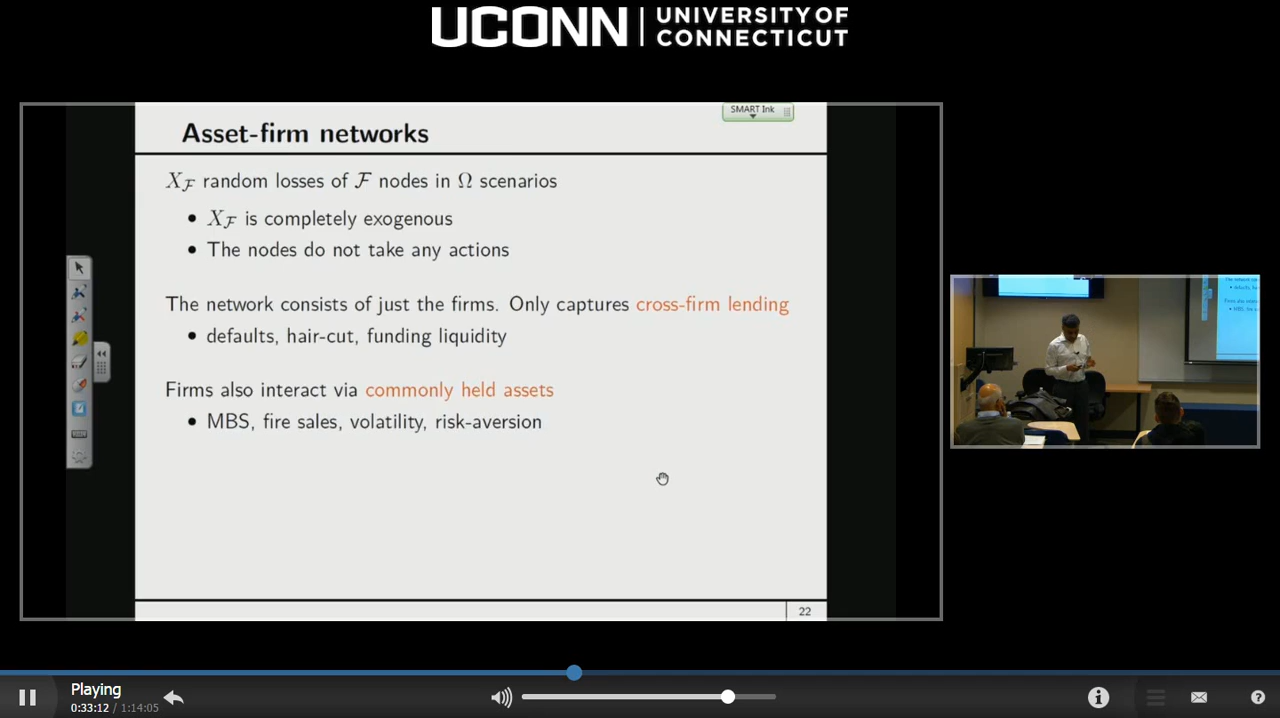 UCONN
UNIVERSITY OF
CONNECTICUT
SMART Ink
Asset-firm networks
X_ℱ random losses of ℱ nodes in Ω scenarios
• X_ℱ is completely exogenous
• The nodes do not take any actions
The network consists of just the firms. Only captures cross-firm lending
• defaults, hair-cut, funding liquidity
Firms also interact via commonly held assets
• MBS, fire sales, volatility, risk-aversion
22
Playing
0:33:12 / 1:14:05